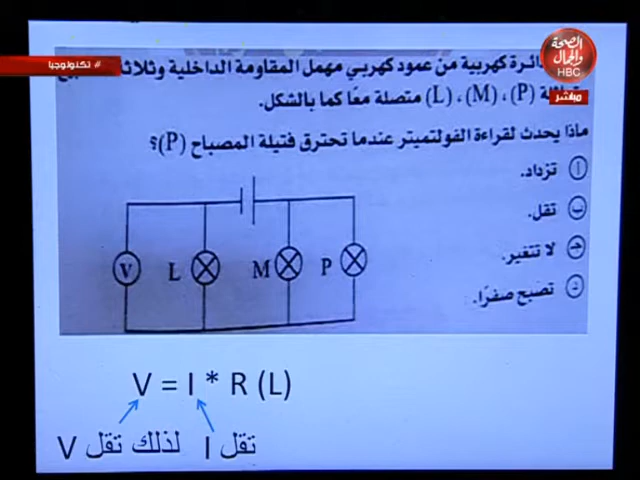 الصحة
والجمال
HBC
مباشر
# تكنولوجيا
دائرة كهربية من عمود كهربي مهمل المقاومة الداخلية وثلاثة
(P) ، (M) ، (L) متصلة معًا كما بالشكل.
ماذا يحدث لقراءة الفولتميتر عندما تحترق فتيلة المصباح (P)؟
أ تزداد.
ب تقل.
ج لا تتغير.
د تصبح صفرًا.
V L M P
V = I * R (L)
تقل I لذلك تقل V